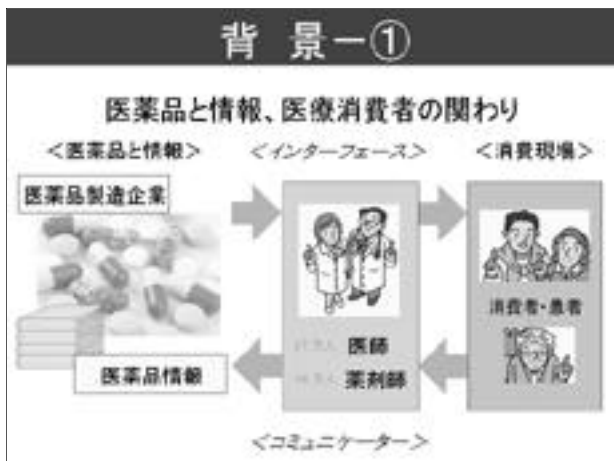 背 景－①
医薬品と情報、医療消費者の関わり
＜医薬品と情報＞
＜インターフェース＞
＜消費現場＞
医薬品製造企業
消費者・患者
医師
薬剤師
医薬品情報
＜コミュニケーター＞